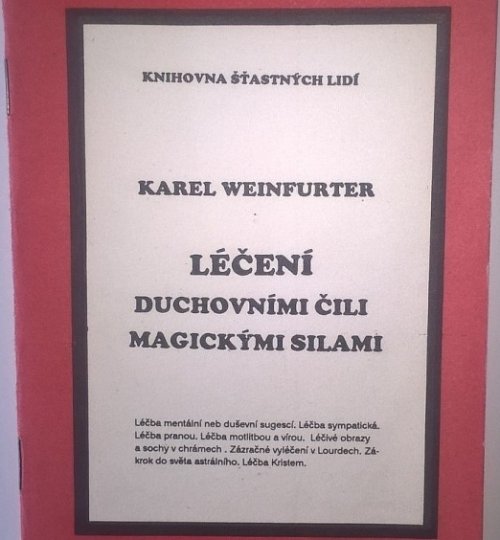 KNIHOVNA ŠŤASTNÝCH LIDÍ
KAREL WEINFURTER
LÉČENÍ
DUCHOVNÍMI ČILI
MAGICKÝMI SILAMI
Léčba mentální neb duševní sugescí. Léčba sympatická.
Léčba pranou. Léčba motlitbou a vírou. Léčivé obrazy
a sochy v chrámech . Zázračné vyléčení v Lourdech. Zá-
krok do světa astrálního. Léčba Kristem.